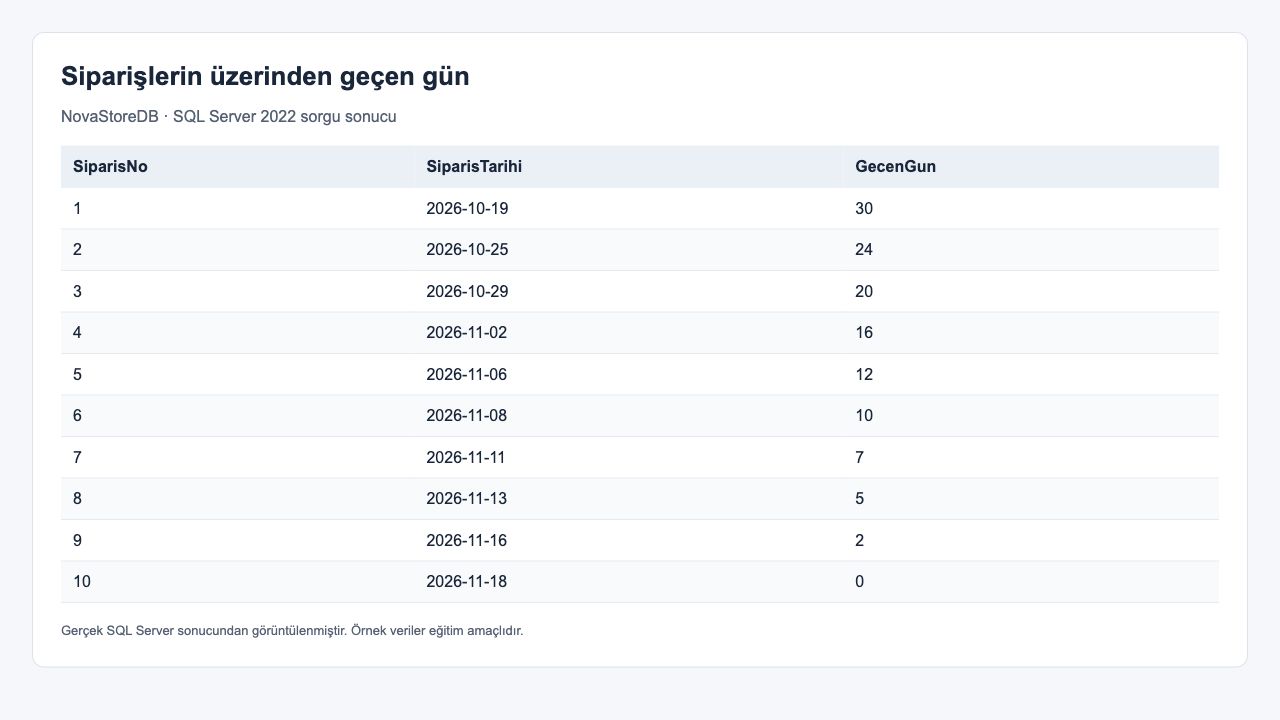 Siparişlerin üzerinden geçen gün
NovaStoreDB · SQL Server 2022 sorgu sonucu
SiparisNo SiparisTarihi GecenGun
1 2026-10-19 30
2 2026-10-25 24
3 2026-10-29 20
4 2026-11-02 16
5 2026-11-06 12
6 2026-11-08 10
7 2026-11-11 7
8 2026-11-13 5
9 2026-11-16 2
10 2026-11-18 0
Gerçek SQL Server sonucundan görüntülenmiştir. Örnek veriler eğitim amaçlıdır.